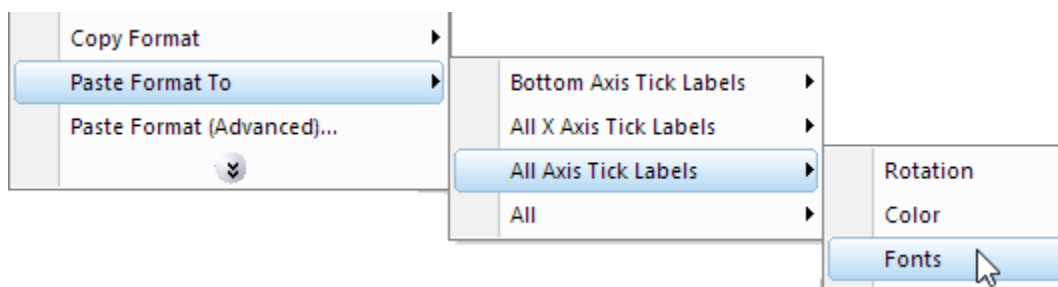 Copy Format
Paste Format To
Paste Format (Advanced)...
Bottom Axis Tick Labels
All X Axis Tick Labels
All Axis Tick Labels
All
Rotation
Color
Fonts